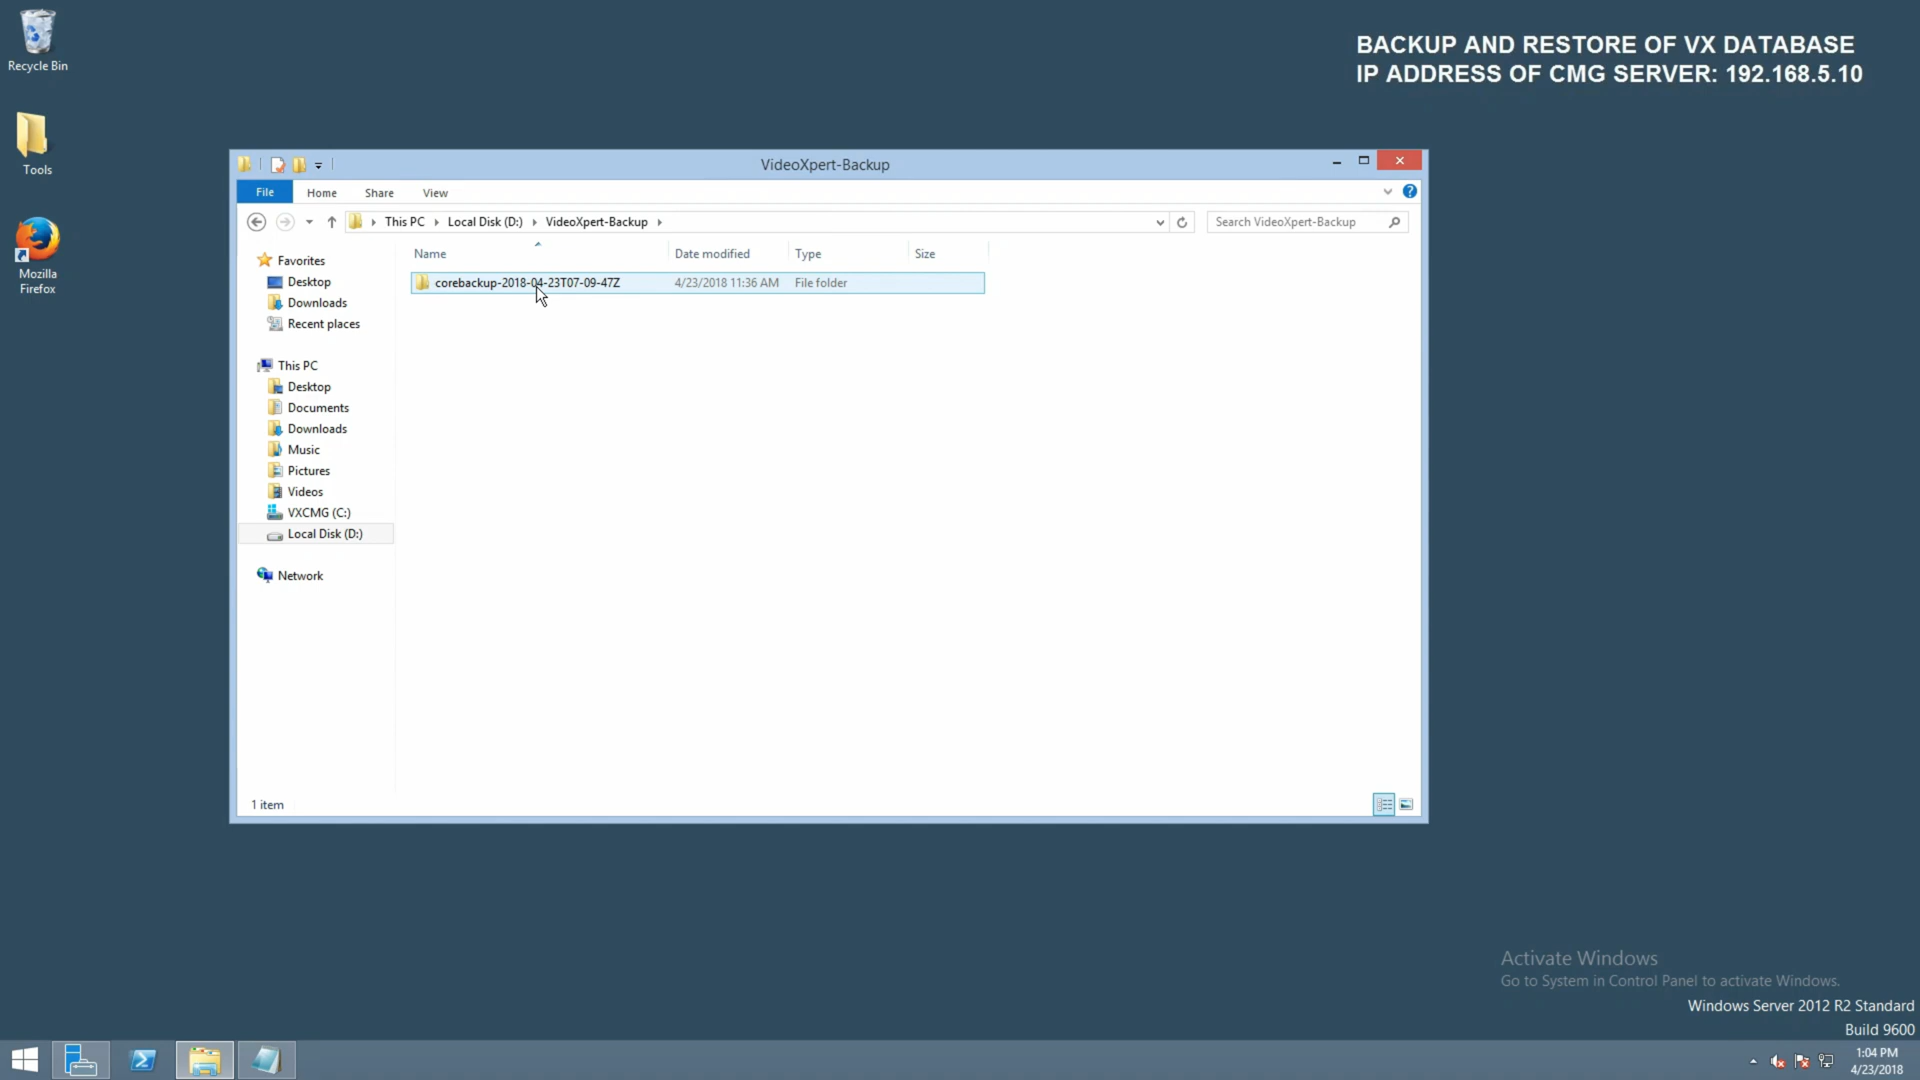 Recycle Bin
Tools
Mozilla
Firefox
BACKUP AND RESTORE OF VX DATABASE
IP ADDRESS OF CMG SERVER: 192.168.5.10
VideoXpert-Backup
File Home Share View
This PC Local Disk (D:) VideoXpert-Backup
Search VideoXpert-Backup
Name Date modified Type Size
corebackup-2018-04-23T07-09-47Z 4/23/2018 11:36 AM File folder
Favorites
Desktop
Downloads
Recent places
This PC
Desktop
Documents
Downloads
Music
Pictures
Videos
VXCMG (C:)
Local Disk (D:)
Network
1 item
Activate Windows
Go to System in Control Panel to activate Windows.
Windows Server 2012 R2 Standard
Build 9600
1:04 PM
4/23/2018